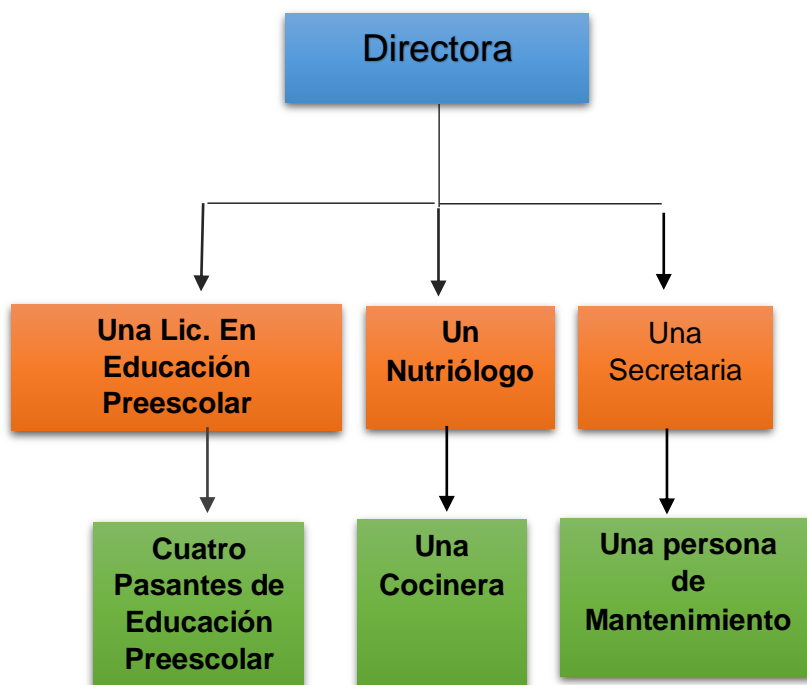 Directora
Una Lic. En
Educación
Preescolar
Un
Nutriólogo
Una
Secretaria
Cuatro
Pasantes de
Educación
Preescolar
Una
Cocinera
Una persona
de
Mantenimiento